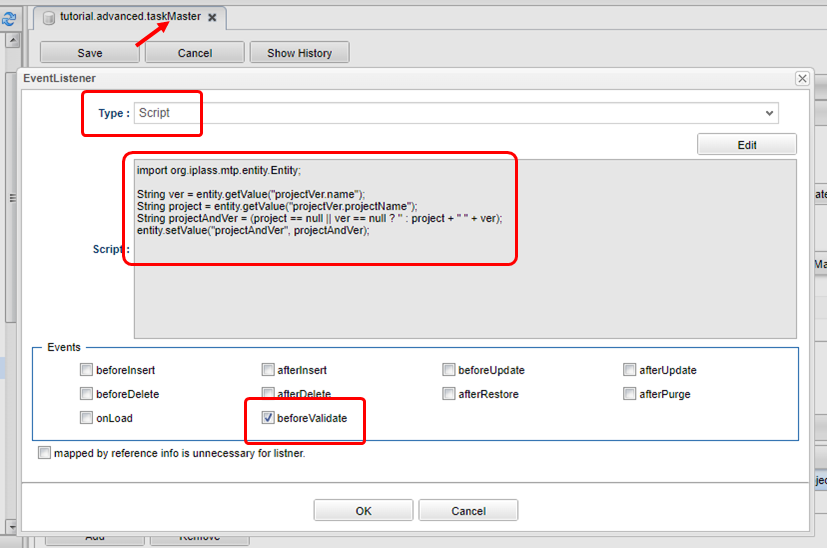 tutorial.advanced.taskMaster
Save Cancel Show History
EventListener
Type : Script
Edit
import org.iplass.mtp.entity.Entity;
String ver = entity.getValue("projectVer.name");
String project = entity.getValue("projectVer.projectName");
String projectAndVer = (project == null || ver == null ? '' : project + " " + ver);
entity.setValue("projectAndVer", projectAndVer);
Script :
Events
beforeInsert afterInsert beforeUpdate afterUpdate
beforeDelete afterDelete afterRestore afterPurge
onLoad beforeValidate
mapped by reference info is unnecessary for listner.
OK Cancel
Add Remove